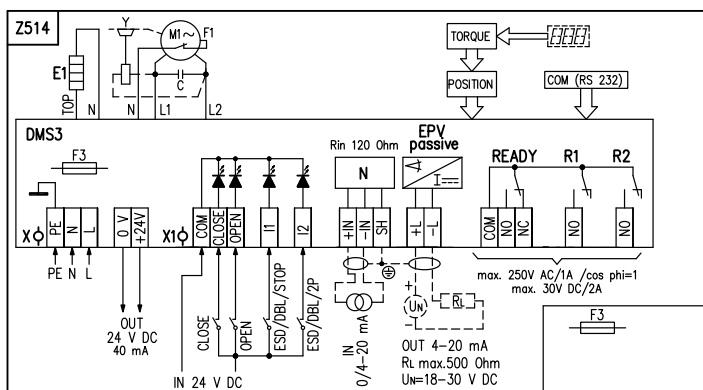 Z514
Y
M1~
F1
TORQUE
E1
C
POSITION
COM (RS 232)
TOP
N
N
L1
L2
DMS3
EPV
passive
Rin 120 Ohm
F3
N
I
READY
R1
R2
X
PE
N
L
0 V
+24V
X1
COM
CLOSE
OPEN
I1
I2
+IN
-IN
SH
+L
-L
COM
NO
NC
NO
NO
PE N L
max. 250V AC/1A /cos phi=1
max. 30V DC/2A
OUT
24 V DC
40 mA
CLOSE
OPEN
ESD/DBL/STOP
ESD/DBL/2P
IN 24 V DC
IN
0/4-20 mA
+
UN
-
RL
OUT 4-20 mA
RL max.500 Ohm
UN=18-30 V DC
F3